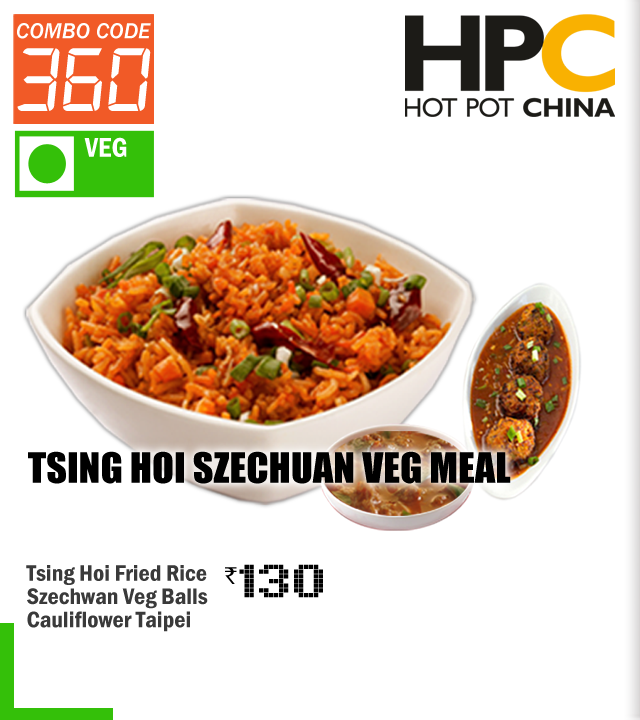 COMBO CODE
360
VEG
HPC
HOT POT CHINA
TSING HOI SZECHUAN VEG MEAL
Tsing Hoi Fried Rice
Szechwan Veg Balls
Cauliflower Taipei
₹130